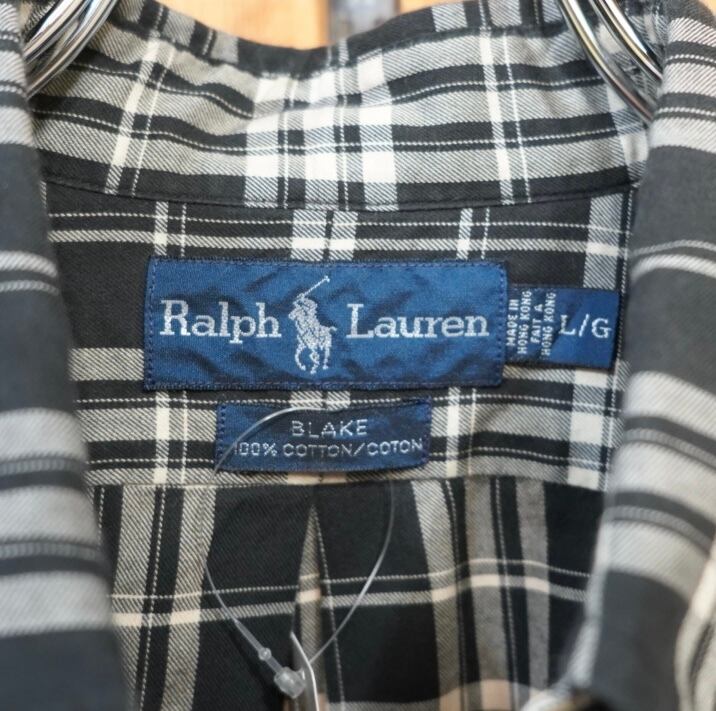 Ralph Lauren
MADE IN
HONG KONG
FAIT A
HONG KONG
L/G
BLAKE
100% COTTON/COTON